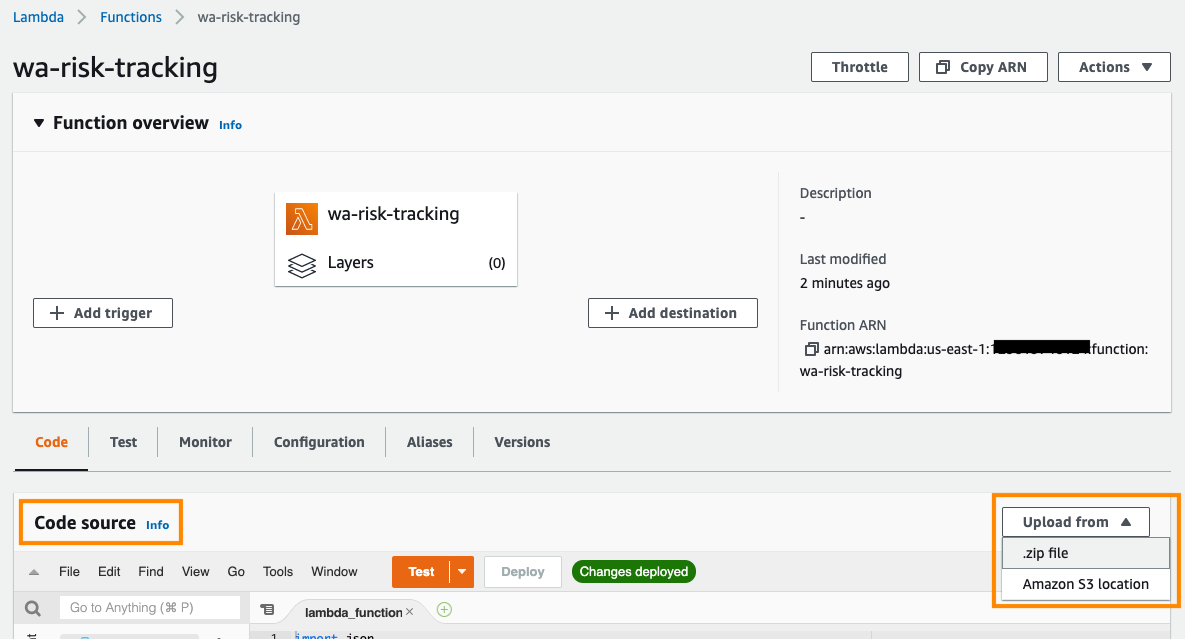 Lambda Functions wa-risk-tracking
wa-risk-tracking
Throttle Copy ARN Actions
Function overview Info
wa-risk-tracking
Layers (0)
Add trigger
Add destination
Description
-
Last modified
2 minutes ago
Function ARN
arn:aws:lambda:us-east-1: :function:
wa-risk-tracking
Code Test Monitor Configuration Aliases Versions
Code source Info
Upload from
.zip file
Amazon S3 location
File Edit Find View Go Tools Window Test Deploy Changes deployed
Go to Anything (⌘ P)
lambda_function ×
1 import json